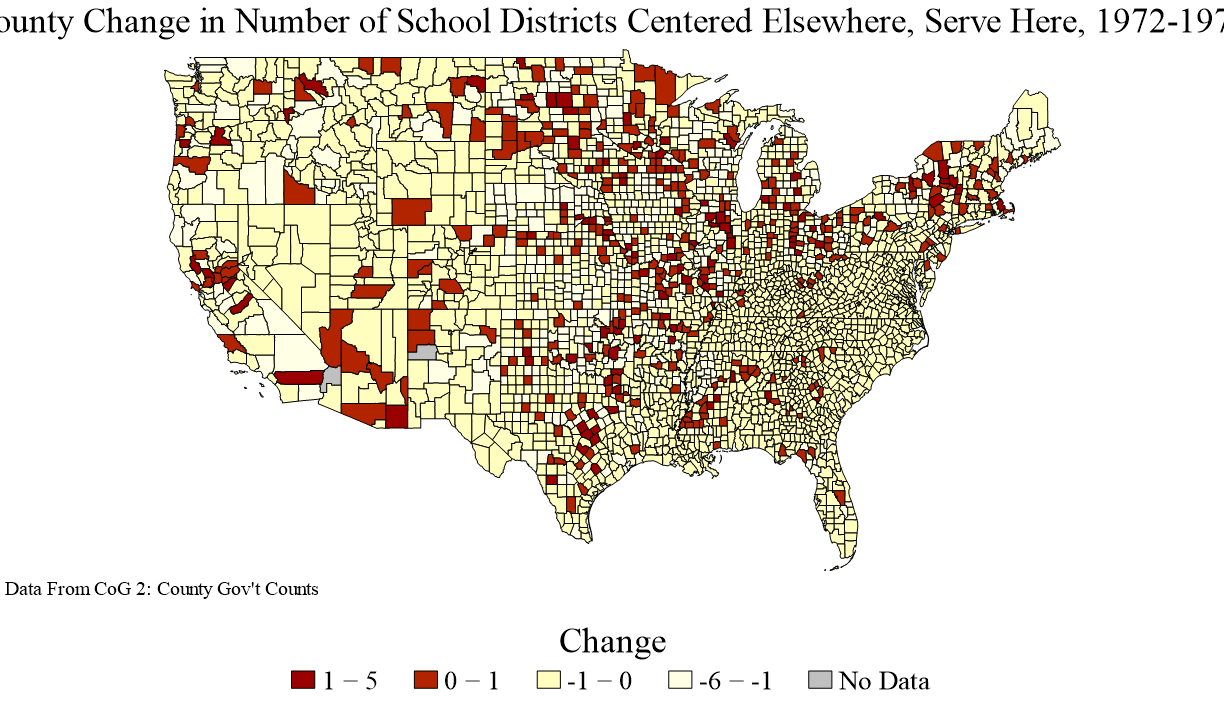 ounty Change in Number of School Districts Centered Elsewhere, Serve Here, 1972-197
Data From CoG 2: County Gov't Counts
Change
1 − 5 0 − 1 -1 − 0 -6 − -1 No Data